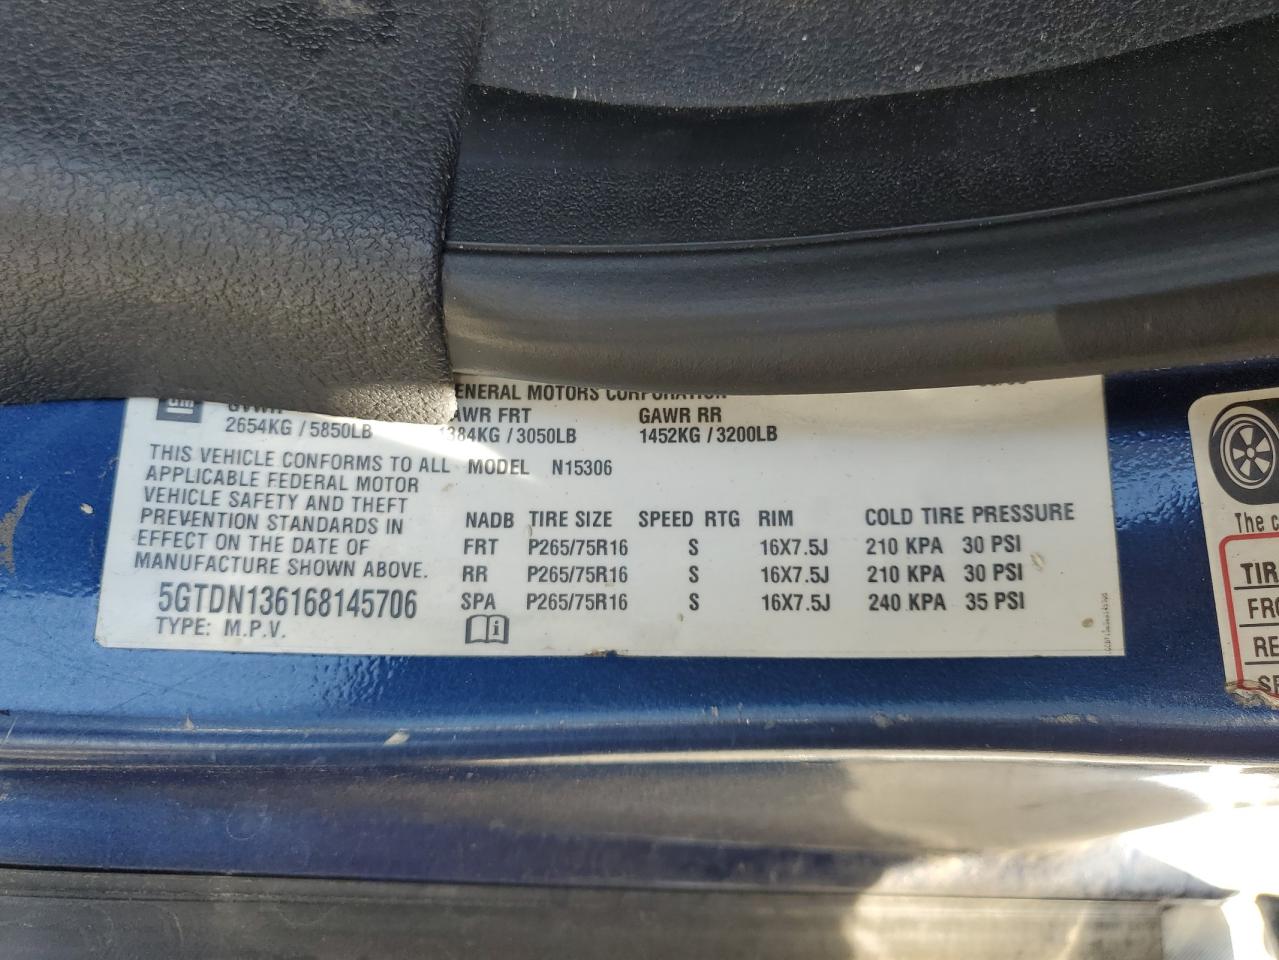 GM
ENERAL MOTORS CORPORATION
GVWR AWR FRT GAWR RR
2654KG / 5850LB 1384KG / 3050LB 1452KG / 3200LB
THIS VEHICLE CONFORMS TO ALL
APPLICABLE FEDERAL MOTOR
VEHICLE SAFETY AND THEFT
PREVENTION STANDARDS IN
EFFECT ON THE DATE OF
MANUFACTURE SHOWN ABOVE.
5GTDN136168145706
TYPE: M.P.V.
MODEL N15306
NADB TIRE SIZE SPEED RTG RIM COLD TIRE PRESSURE
FRT P265/75R16 S 16X7.5J 210 KPA 30 PSI
RR P265/75R16 S 16X7.5J 210 KPA 30 PSI
SPA P265/75R16 S 16X7.5J 240 KPA 35 PSI
i
The c
TIR
FRO
RE
SP